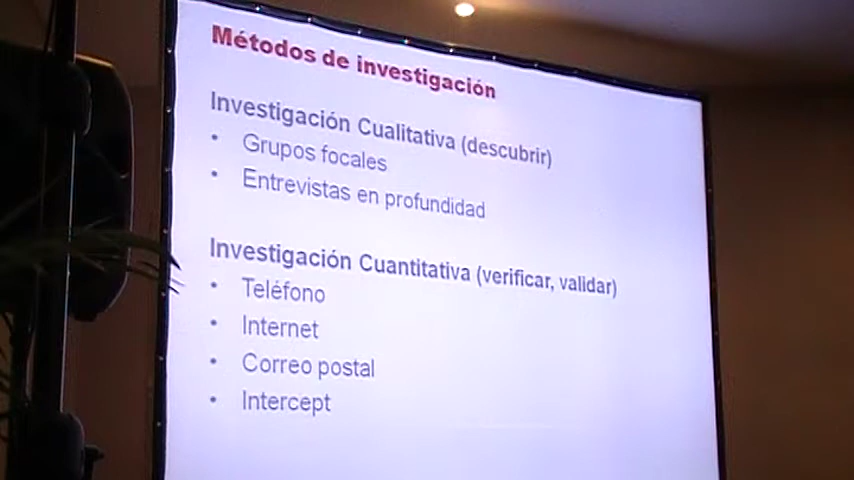 Métodos de investigación
Investigación Cualitativa (descubrir)
• Grupos focales
• Entrevistas en profundidad
Investigación Cuantitativa (verificar, validar)
• Teléfono
• Internet
• Correo postal
• Intercept